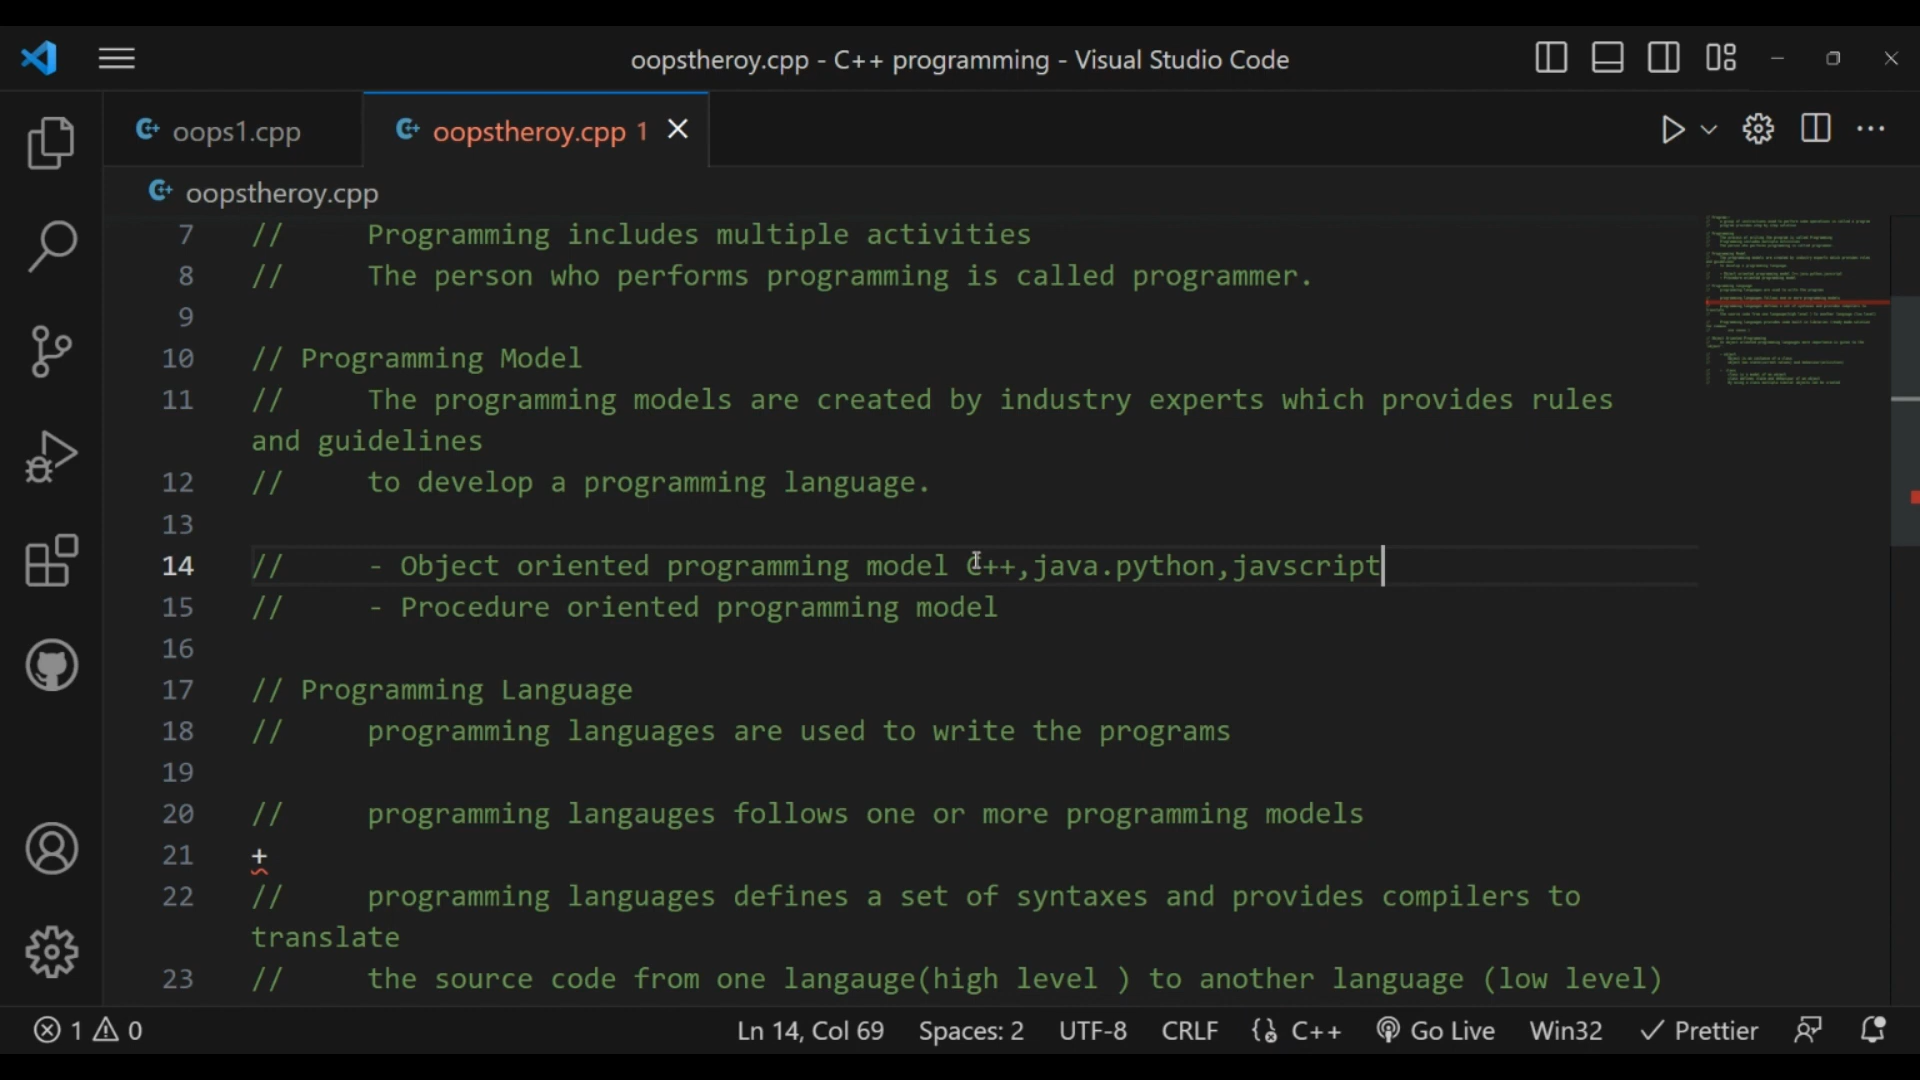 oopstheroy.cpp - C++ programming - Visual Studio Code
oops1.cpp
oopstheroy.cpp 1
oopstheroy.cpp
7 // Programming includes multiple activities
8 // The person who performs programming is called programmer.
9
10 // Programming Model
11 // The programming models are created by industry experts which provides rules
and guidelines
12 // to develop a programming language.
13
14 // - Object oriented programming model C++,java.python,javscript
15 // - Procedure oriented programming model
16
17 // Programming Language
18 // programming languages are used to write the programs
19
20 // programming langauges follows one or more programming models
21 +
22 // programming languages defines a set of syntaxes and provides compilers to
translate
23 // the source code from one langauge(high level ) to another language (low level)
1 0 Ln 14, Col 69 Spaces: 2 UTF-8 CRLF C++ Go Live Win32 Prettier